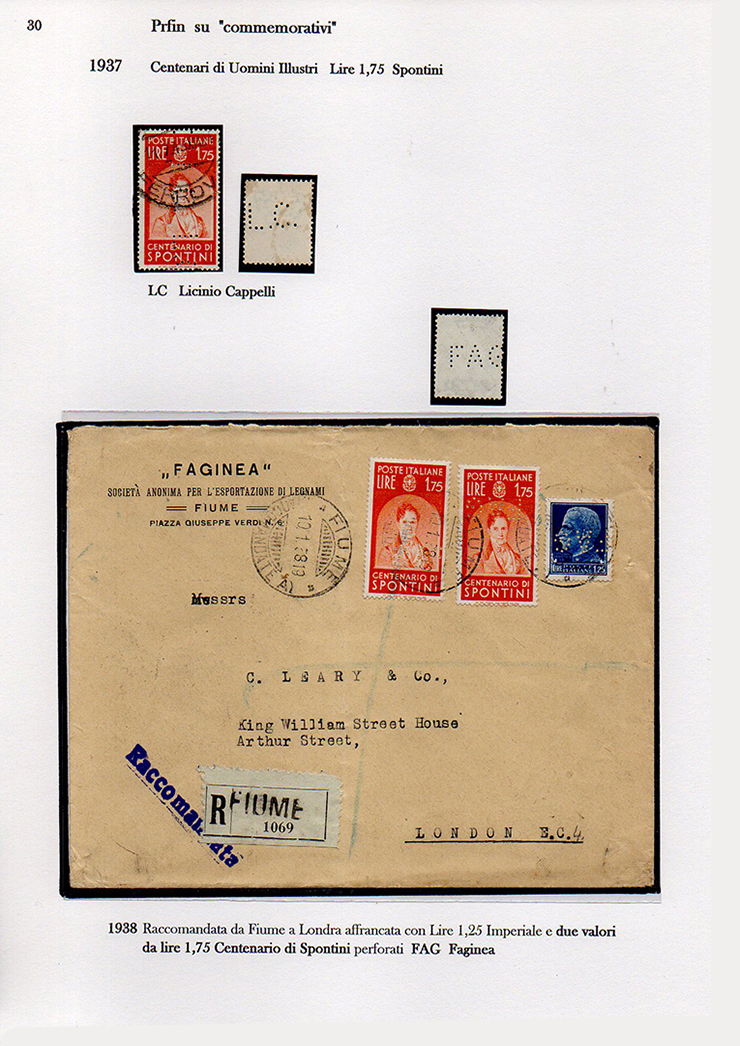 30
Prfin su "commemorativi"
1937 Centenari di Uomini Illustri Lire 1,75 Spontini
POSTE ITALIANE
LIRE 1.75
CENTENARIO DI
SPONTINI
L.C.
LC Licinio Cappelli
FAG
„FAGINEA"
SOCIETÀ ANONIMA PER L'ESPORTAZIONE DI LEGNAMI
FIUME
PIAZZA GIUSEPPE VERDI N. 6
FIUME
POSTE ITALIANE
LIRE 1.75
CENTENARIO DI
SPONTINI
POSTE ITALIANE
LIRE 1.75
CENTENARIO DI
SPONTINI
Messrs
C. LEARY & Co.,
King William Street House
Arthur Street,
Raccomandata
R FIUME
1069
LONDON E.C.4
1938 Raccomandata da Fiume a Londra affrancata con Lire 1,25 Imperiale e due valori
da lire 1,75 Centenario di Spontini perforati FAG Faginea